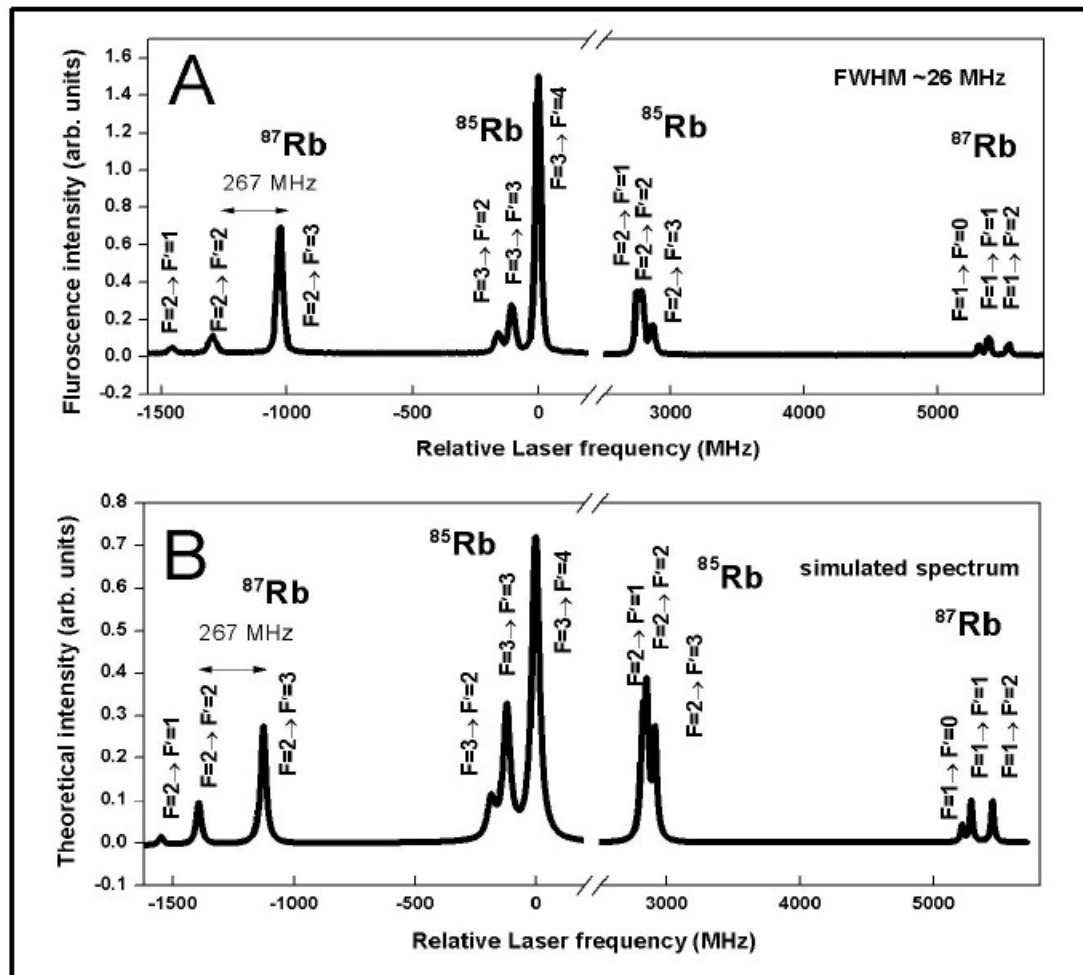 A
FWHM ~26 MHz
⁸⁷Rb
⁸⁵Rb
⁸⁵Rb
⁸⁷Rb
267 MHz
F=2→F'=1
F=2→F'=2
F=2→F'=3
F=3→F'=2
F=3→F'=3
F=3→F'=4
F=2→F'=1
F=2→F'=2
F=2→F'=3
F=1→F'=0
F=1→F'=1
F=1→F'=2
Fluroscence intensity (arb. units)
1.6
1.4
1.2
1.0
0.8
0.6
0.4
0.2
0.0
-0.2
-1500 -1000 -500 0 3000 4000 5000
Relative Laser frequency (MHz)
B
simulated spectrum
⁸⁵Rb
⁸⁷Rb
⁸⁵Rb
⁸⁷Rb
267 MHz
F=2→F'=1
F=2→F'=2
F=2→F'=3
F=3→F'=2
F=3→F'=3
F=3→F'=4
F=2→F'=1
F=2→F'=2
F=2→F'=3
F=1→F'=0
F=1→F'=1
F=1→F'=2
Theoretical intensity (arb. units)
0.8
0.7
0.6
0.5
0.4
0.3
0.2
0.1
0.0
-0.1
-1500 -1000 -500 0 3000 4000 5000
Relative Laser frequency (MHz)